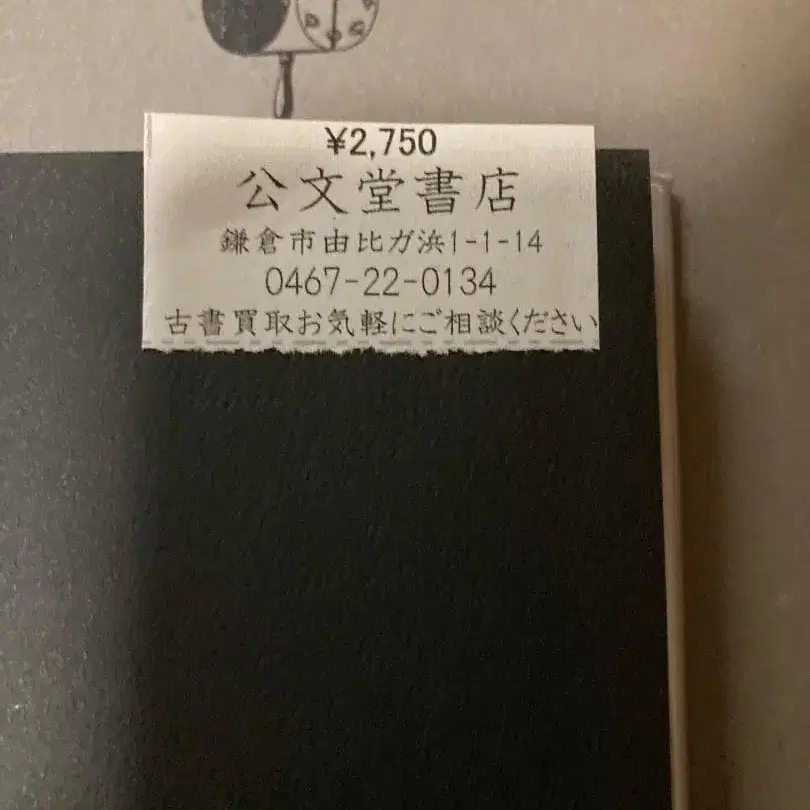 ¥2,750
公文堂書店
鎌倉市由比ガ浜1-1-14
0467-22-0134
古書買取お気軽にご相談ください